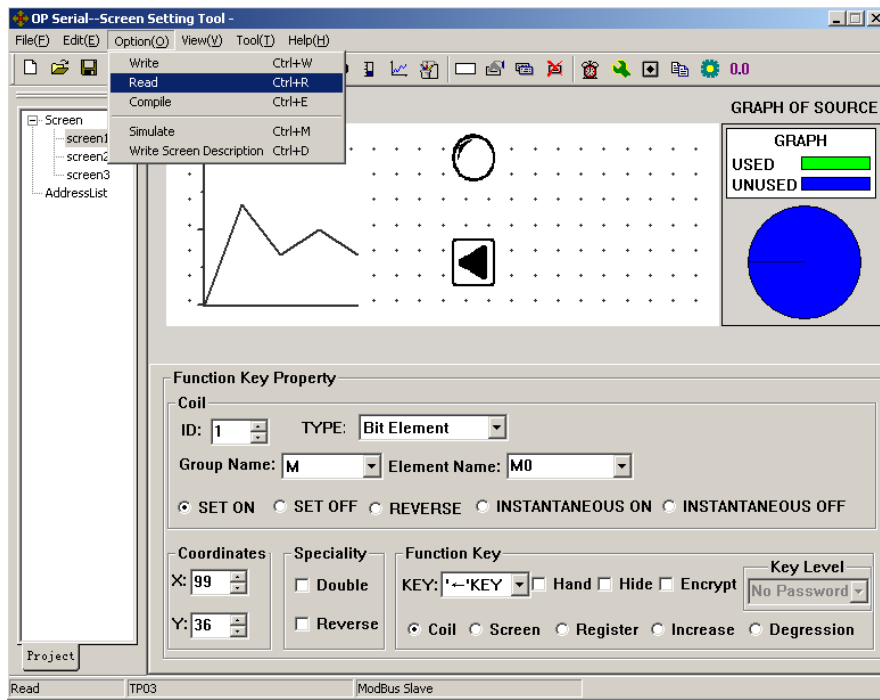 OP Serial--Screen Setting Tool -
File(F) Edit(E) Option(O) View(V) Tool(T) Help(H)
Write Ctrl+W
Read Ctrl+R
Compile Ctrl+E
Simulate Ctrl+M
Write Screen Description Ctrl+D
0.0
Screen
screen1
screen2
screen3
AddressList
Project
GRAPH OF SOURCE
GRAPH
USED
UNUSED
Function Key Property
Coil
ID: 1 TYPE: Bit Element
Group Name: M Element Name: M0
SET ON SET OFF REVERSE INSTANTANEOUS ON INSTANTANEOUS OFF
Coordinates
X: 99
Y: 36
Speciality
Double
Reverse
Function Key
KEY: '←'KEY Hand Hide Encrypt
Key Level
No Password
Coil Screen Register Increase Degression
Read TP03 ModBus Slave